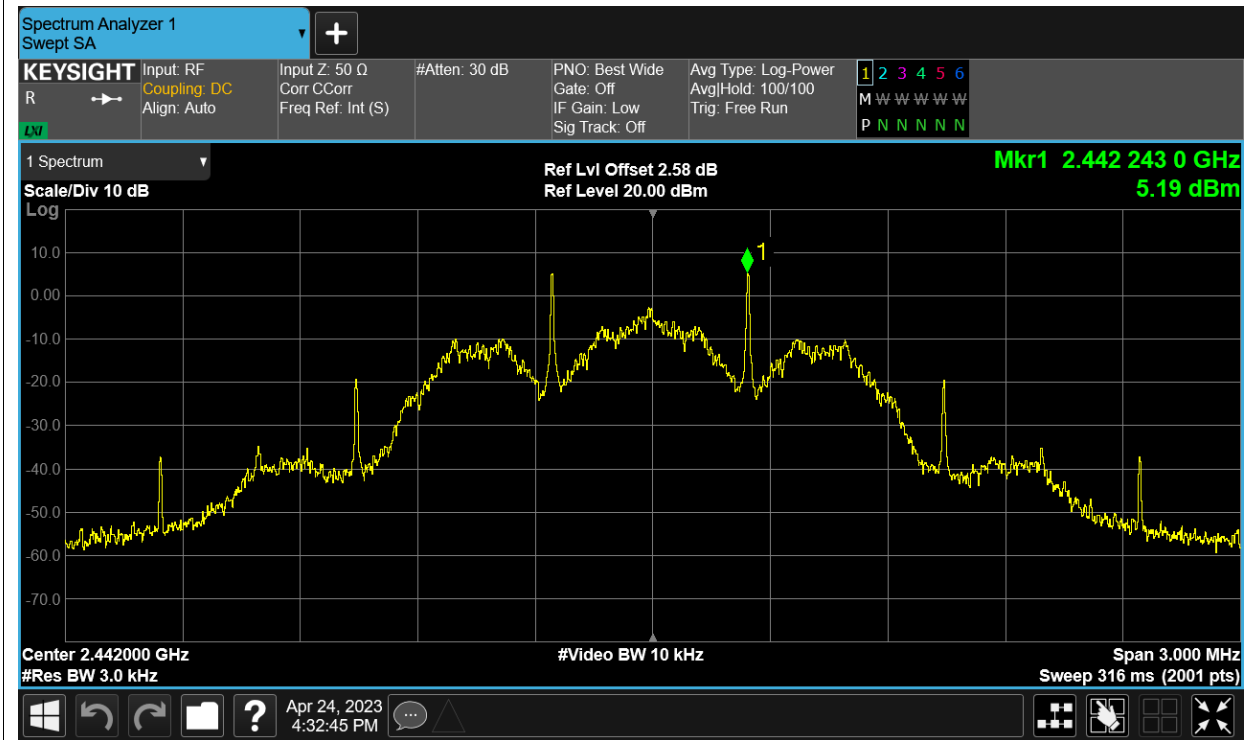 Spectrum Analyzer 1
Swept SA
KEYSIGHT
R
LXI
Input: RF
Coupling: DC
Align: Auto
Input Z: 50 Ω
Corr CCorr
Freq Ref: Int (S)
#Atten: 30 dB
PNO: Best Wide
Gate: Off
IF Gain: Low
Sig Track: Off
Avg Type: Log-Power
Avg|Hold: 100/100
Trig: Free Run
1 2 3 4 5 6
M W W W W W
P N N N N N
1 Spectrum
Scale/Div 10 dB
Log
Ref Lvl Offset 2.58 dB
Ref Level 20.00 dBm
Mkr1 2.442 243 0 GHz
5.19 dBm
1
10.0
0.00
-10.0
-20.0
-30.0
-40.0
-50.0
-60.0
-70.0
Center 2.442000 GHz
#Res BW 3.0 kHz
#Video BW 10 kHz
Span 3.000 MHz
Sweep 316 ms (2001 pts)
?
Apr 24, 2023
4:32:45 PM